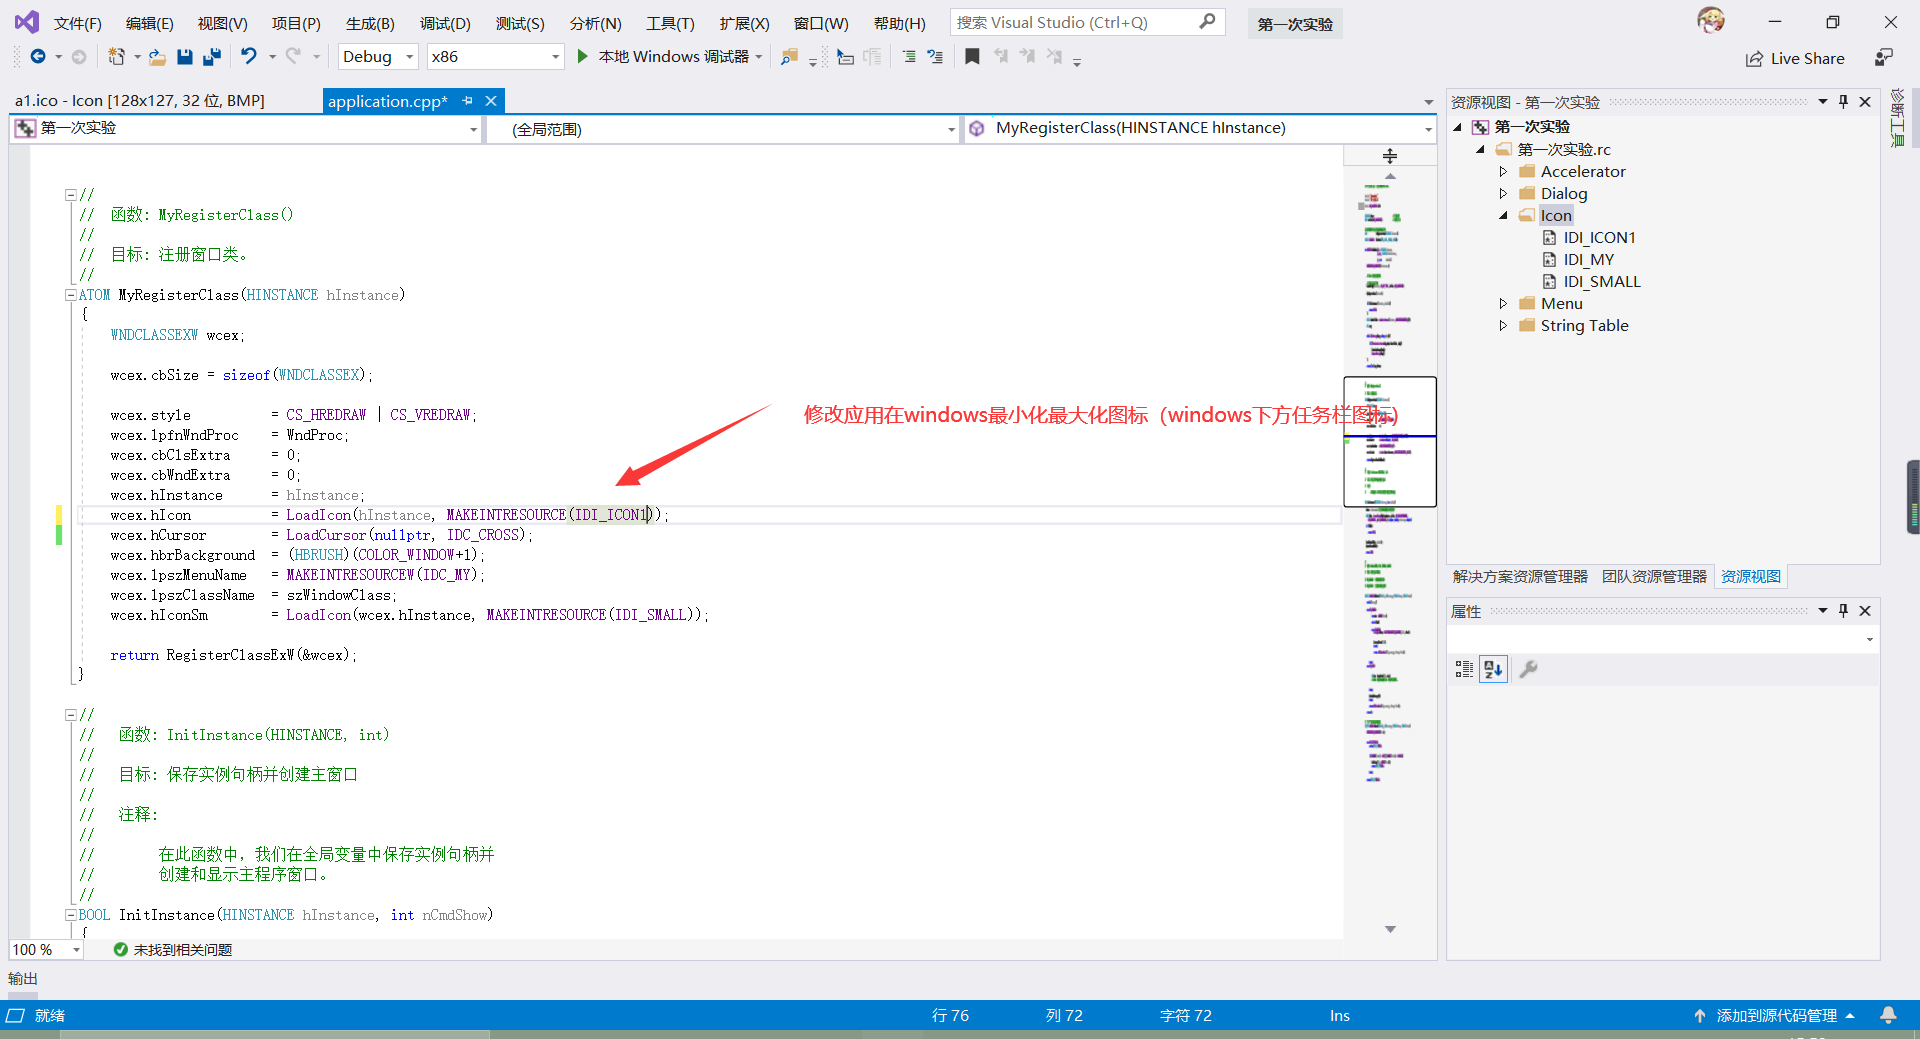 文件(F) 编辑(E) 视图(V) 项目(P) 生成(B) 调试(D) 测试(S) 分析(N) 工具(T) 扩展(X) 窗口(W) 帮助(H) 搜索 Visual Studio (Ctrl+Q) 第一次实验
Debug x86 本地 Windows 调试器 Live Share
a1.ico - Icon [128x127, 32 位, BMP] application.cpp*
第一次实验 (全局范围) MyRegisterClass(HINSTANCE hInstance)
//
// 函数: MyRegisterClass()
//
// 目标: 注册窗口类。
//
ATOM MyRegisterClass(HINSTANCE hInstance)
{
WNDCLASSEXW wcex;
wcex.cbSize = sizeof(WNDCLASSEX);
wcex.style = CS_HREDRAW | CS_VREDRAW;
修改应用在windows最小化最大化图标（windows下方任务栏图标)
wcex.lpfnWndProc = WndProc;
wcex.cbClsExtra = 0;
wcex.cbWndExtra = 0;
wcex.hInstance = hInstance;
wcex.hIcon = LoadIcon(hInstance, MAKEINTRESOURCE(IDI_ICON1));
wcex.hCursor = LoadCursor(nullptr, IDC_CROSS);
wcex.hbrBackground = (HBRUSH)(COLOR_WINDOW+1);
wcex.lpszMenuName = MAKEINTRESOURCEW(IDC_MY);
wcex.lpszClassName = szWindowClass;
wcex.hIconSm = LoadIcon(wcex.hInstance, MAKEINTRESOURCE(IDI_SMALL));
return RegisterClassExW(&wcex);
}
//
// 函数: InitInstance(HINSTANCE, int)
//
// 目标: 保存实例句柄并创建主窗口
//
// 注释:
//
// 在此函数中，我们在全局变量中保存实例句柄并
// 创建和显示主程序窗口。
//
BOOL InitInstance(HINSTANCE hInstance, int nCmdShow)
{
100 % 未找到相关问题
资源视图 - 第一次实验
第一次实验
第一次实验.rc
Accelerator
Dialog
Icon
IDI_ICON1
IDI_MY
IDI_SMALL
Menu
String Table
解决方案资源管理器 团队资源管理器 资源视图
属性
诊断工具
输出
就绪 行 76 列 72 字符 72 Ins 添加到源代码管理